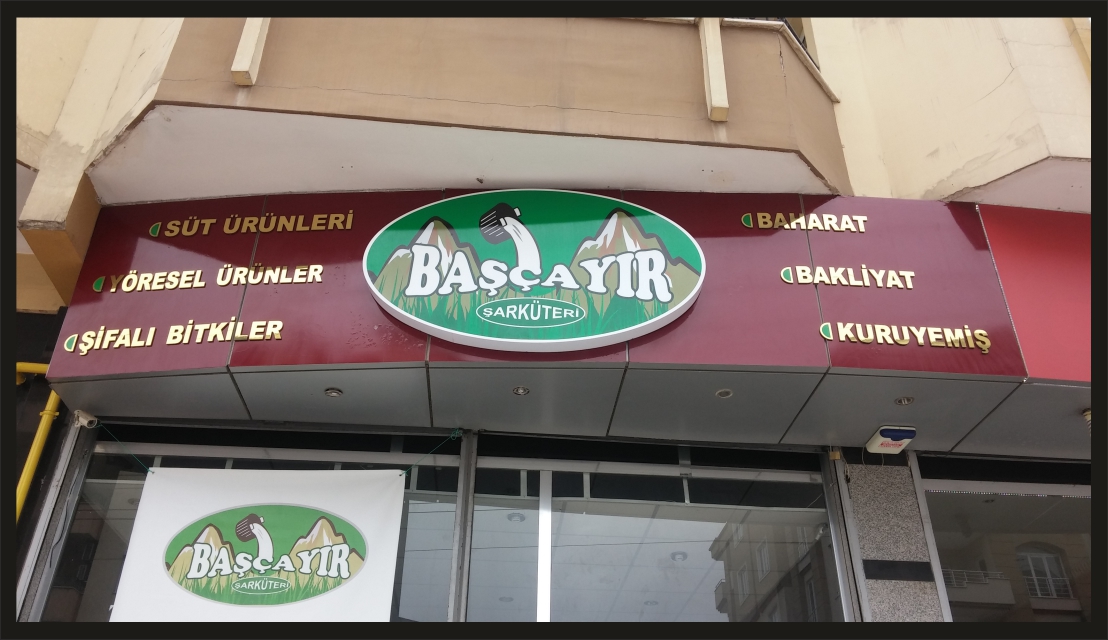 SÜT ÜRÜNLERİ
YÖRESEL ÜRÜNLER
ŞİFALI BİTKİLER
BAŞÇAYIR
ŞARKÜTERİ
BAHARAT
BAKLİYAT
KURUYEMİŞ
BAŞÇAYIR
ŞARKÜTERİ